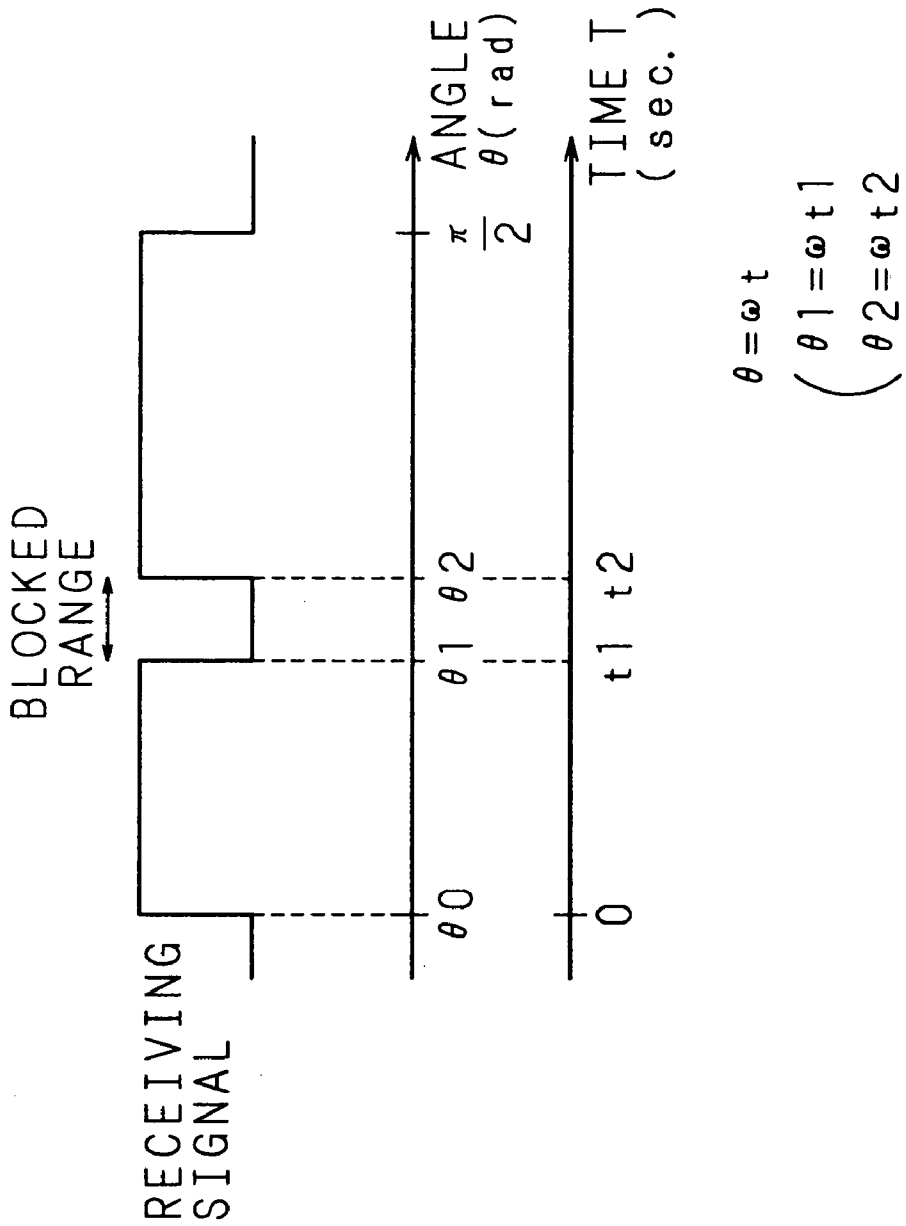 BLOCKED
RANGE
RECEIVING
SIGNAL
θ0 θ1 θ2 π/2
ANGLE
θ(rad)
0 t1 t2
TIME T
(sec.)
θ=ωt
(θ1=ωt1
θ2=ωt2)